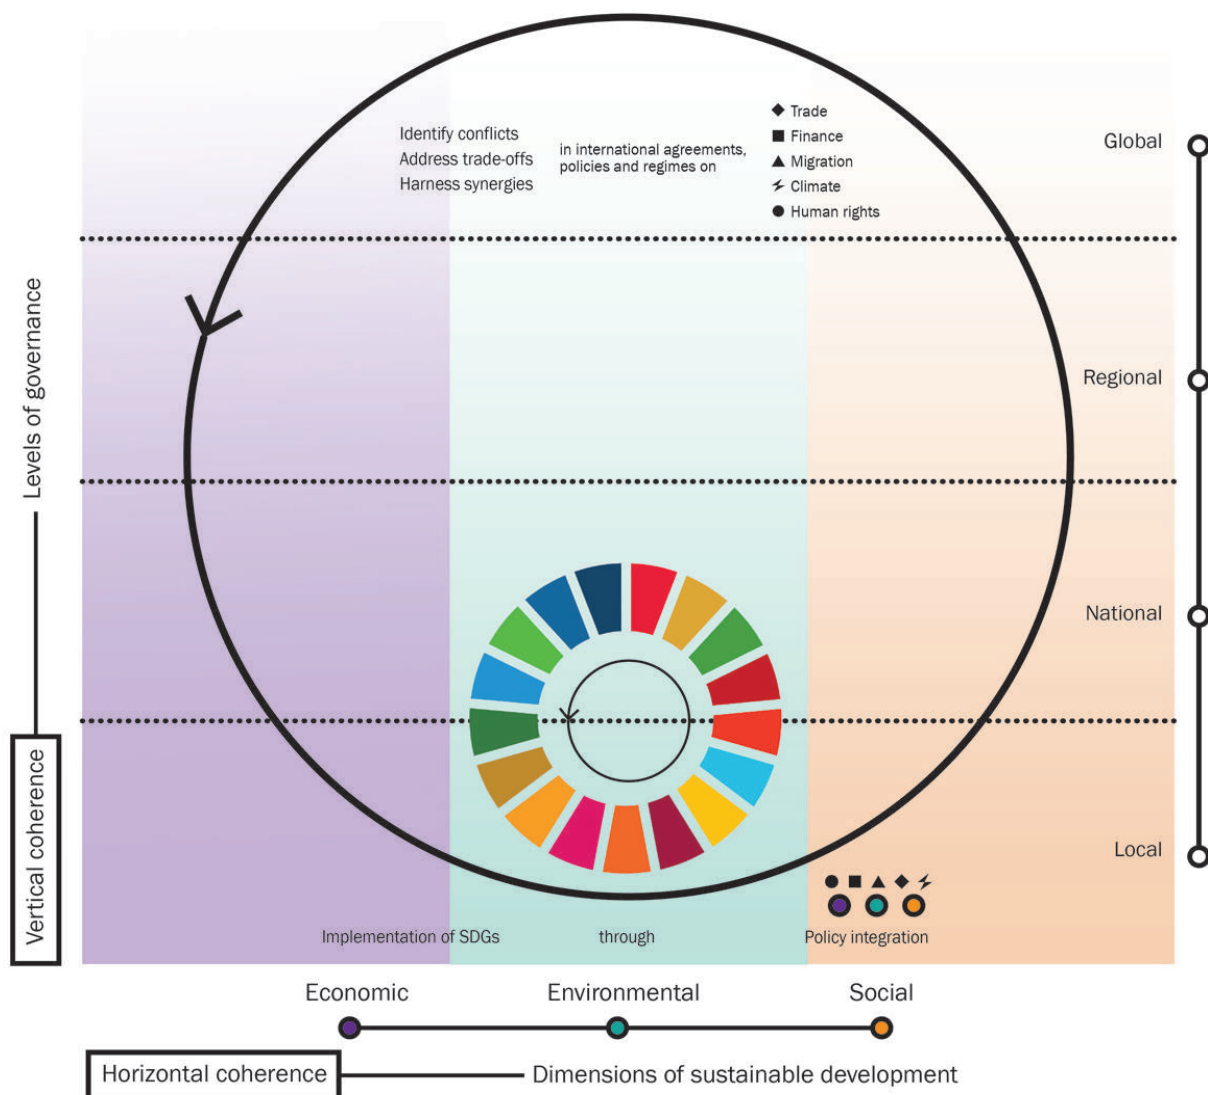 Identify conflicts
Address trade-offs
Harness synergies
in international agreements,
policies and regimes on
Trade
Finance
Migration
Climate
Human rights
Global
Regional
National
Local
Levels of governance
Vertical coherence
Implementation of SDGs
through
Policy integration
Economic
Environmental
Social
Horizontal coherence
Dimensions of sustainable development